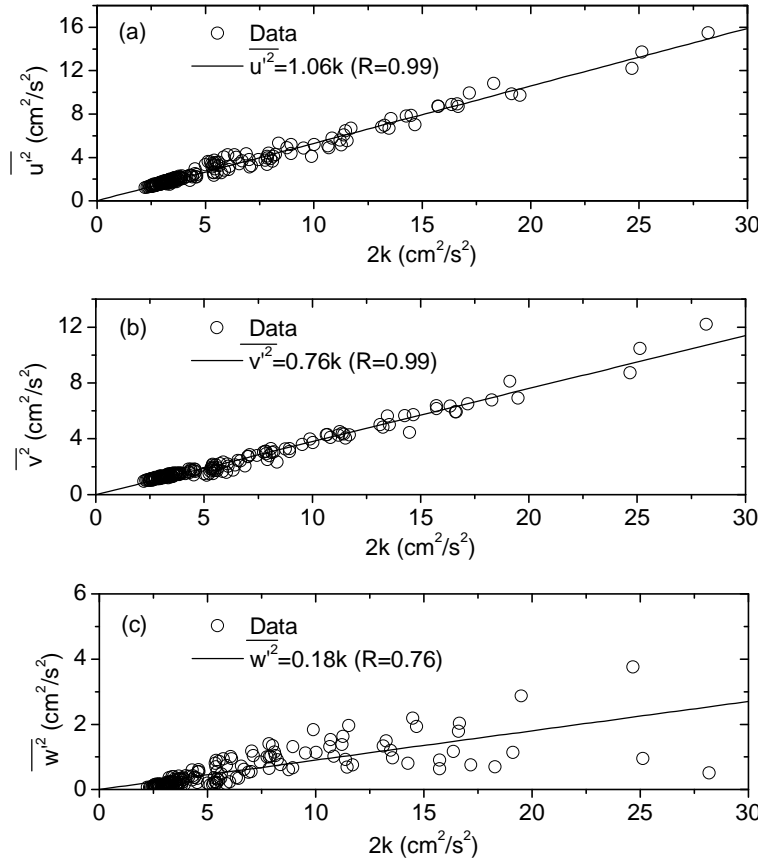 (a)
Data
u'²=1.06k (R=0.99)
u'² (cm²/s²)
16
12
8
4
0
0 5 10 15 20 25 30
2k (cm²/s²)
(b)
Data
v'²=0.76k (R=0.99)
v'² (cm²/s²)
12
8
4
0
0 5 10 15 20 25 30
2k (cm²/s²)
(c)
Data
w'²=0.18k (R=0.76)
w'² (cm²/s²)
6
4
2
0
0 5 10 15 20 25 30
2k (cm²/s²)